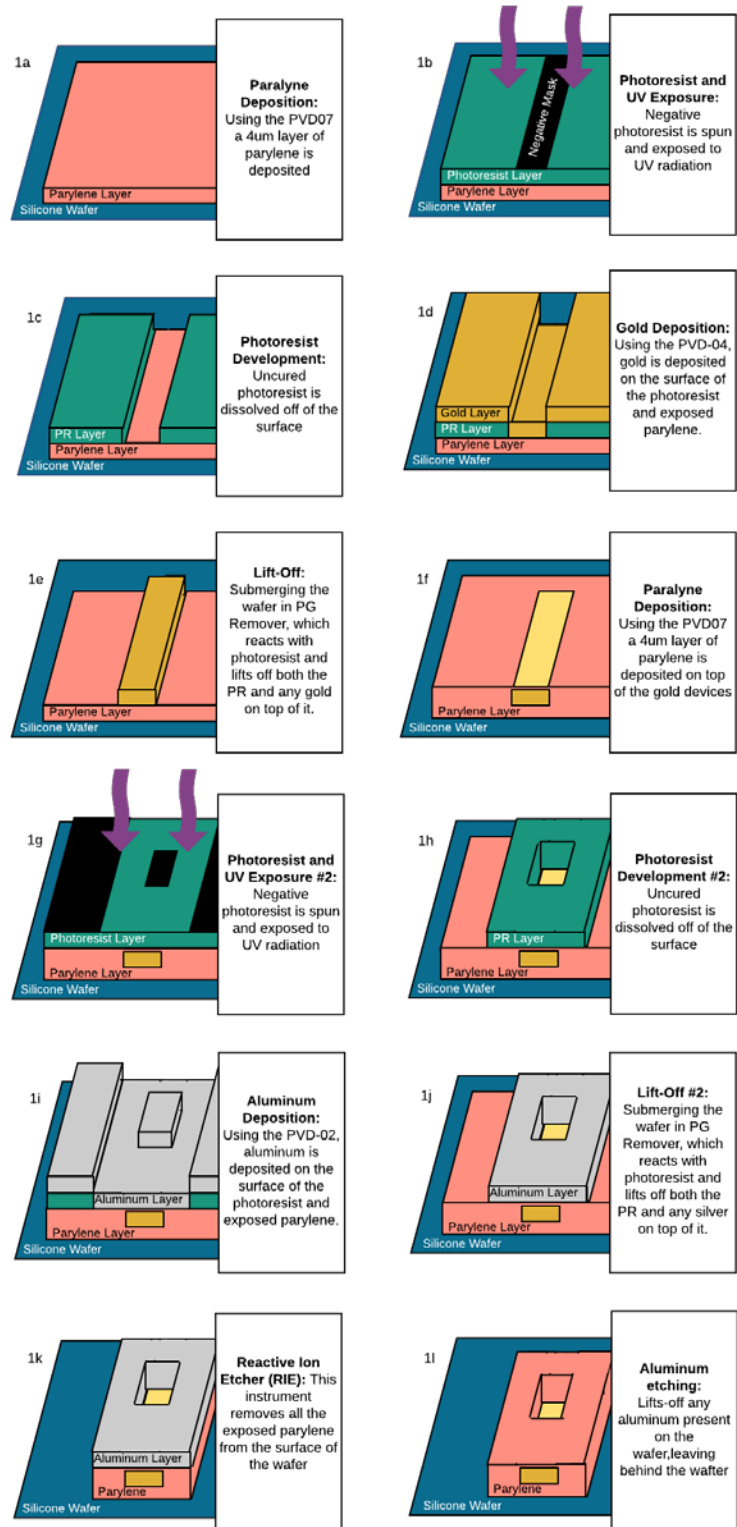 1a
Paralyne
Deposition:
Using the PVD07
a 4um layer of
parylene is
deposited
Parylene Layer
Silicone Wafer
1b
Negative Mask
Photoresist and
UV Exposure:
Negative
photoresist is spun
and exposed to
UV radiation
Photoresist Layer
Parylene Layer
Silicone Wafer
1c
Photoresist
Development:
Uncured
photoresist is
dissolved off of the
surface
PR Layer
Parylene Layer
Silicone Wafer
1d
Gold Deposition:
Using the PVD-04,
gold is deposited
on the surface of
the photoresist
and exposed
parylene.
Gold Layer
PR Layer
Parylene Layer
Silicone Wafer
1e
Lift-Off:
Submerging the
wafer in PG
Remover, which
reacts with
photoresist and
lifts off both the
PR and any gold
on top of it.
Parylene Layer
Silicone Wafer
1f
Paralyne
Deposition:
Using the PVD07
a 4um layer of
parylene is
deposited on top
of the gold devices
Parylene Layer
Silicone Wafer
1g
Photoresist and
UV Exposure #2:
Negative
photoresist is spun
and exposed to
UV radiation
Photoresist Layer
Parylene Layer
Silicone Wafer
1h
Photoresist
Development #2:
Uncured
photoresist is
dissolved off of the
surface
PR Layer
Parylene Layer
Silicone Wafer
1i
Aluminum
Deposition:
Using the PVD-02,
aluminum is
deposited on the
surface of the
photoresist and
exposed parylene.
Aluminum Layer
Parylene Layer
Silicone Wafer
1j
Lift-Off #2:
Submerging the
wafer in PG
Remover, which
reacts with
photoresist and
lifts off both the
PR and any silver
on top of it.
Aluminum Layer
Parylene Layer
Silicone Wafer
1k
Reactive Ion
Etcher (RIE): This
instrument
removes all the
exposed parylene
from the surface of
the wafer
Aluminum Layer
Parylene
Silicone Wafer
1l
Aluminum
etching:
Lifts-off any
aluminum present
on the
wafer,leaving
behind the wafter
Parylene
Silicone Wafer